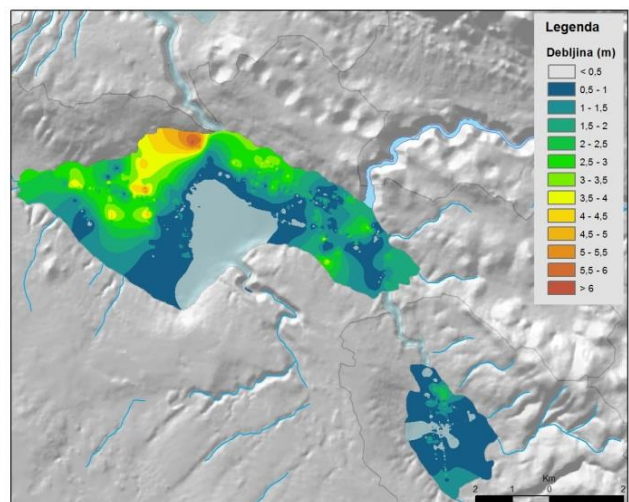 Legenda
Debljina (m)
< 0,5
0,5 - 1
1 - 1,5
1,5 - 2
2 - 2,5
2,5 - 3
3 - 3,5
3,5 - 4
4 - 4,5
4,5 - 5
5 - 5,5
5,5 - 6
> 6
Km
2 1 0 2